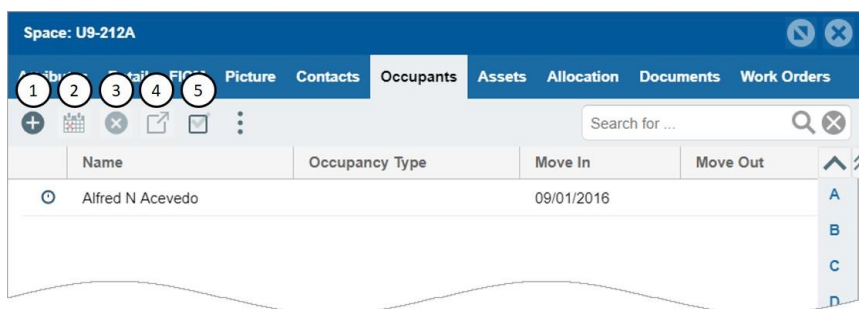 Space: U9-212A
Picture Contacts Occupants Assets Allocation Documents Work Orders
1 2 3 4 5
Search for ...
Name Occupancy Type Move In Move Out
Alfred N Acevedo 09/01/2016
A
B
C
D